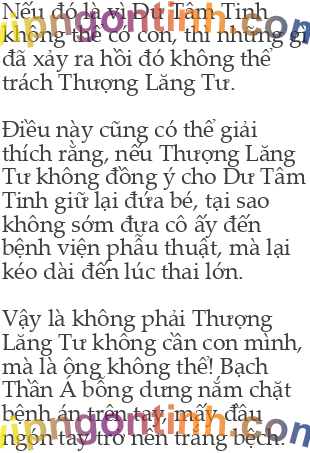 Nếu đó là vì Dư Tâm Tinh
không thể có con, thì những gì
đã xảy ra hồi đó không thể
trách Thượng Lăng Tư.
Điều này cũng có thể giải
thích rằng, nếu Thượng Lăng
Tư không đồng ý cho Dư Tâm
Tinh giữ lại đứa bé, tại sao
không sớm đưa cô ấy đến
bệnh viện phẫu thuật, mà lại
kéo dài đến lúc thai lớn.
Vậy là không phải Thượng
Lăng Tư không cần con mình,
mà là ông không thể! Bạch
Thần Á bỗng dưng nắm chặt
bệnh án trên tay, mấy đầu
ngón tay trở nên trắng bệch.
vipngontinh.com
vipngontinh.com